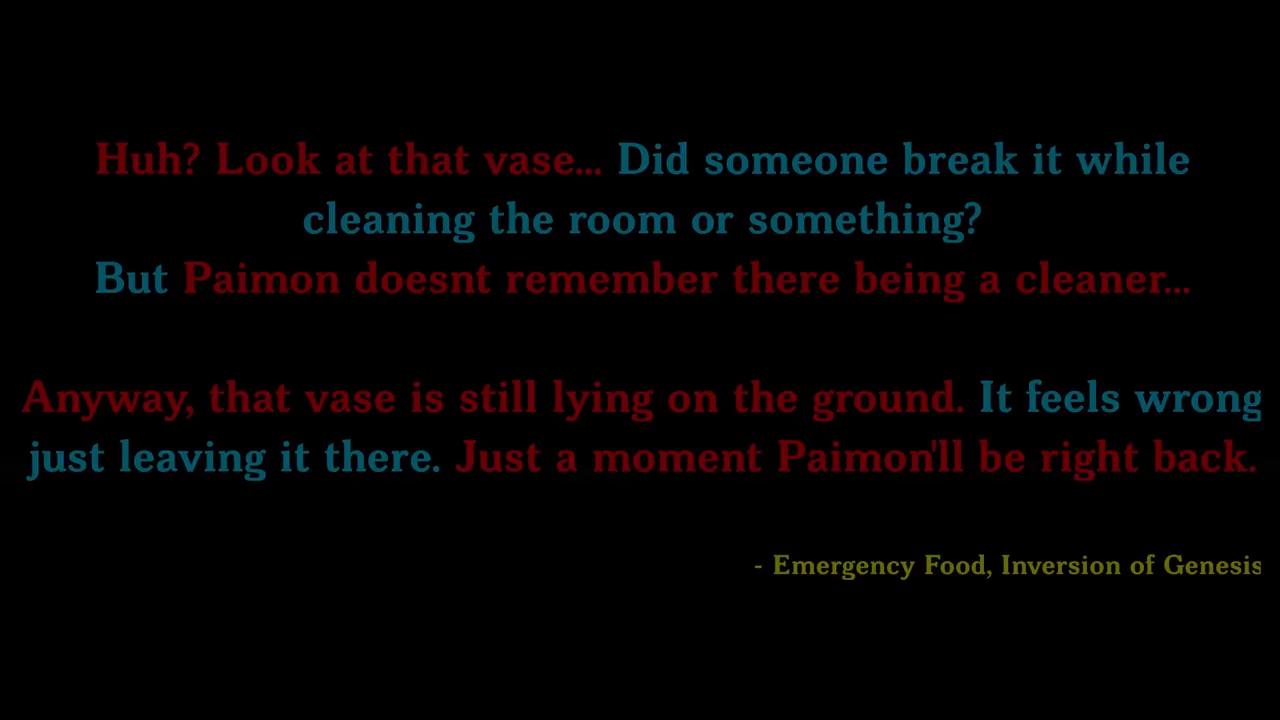 Huh? Look at that vase... Did someone break it while
cleaning the room or something?
But Paimon doesnt remember there being a cleaner...
Anyway, that vase is still lying on the ground. It feels wrong
just leaving it there. Just a moment Paimon'll be right back.
- Emergency Food, Inversion of Genesis